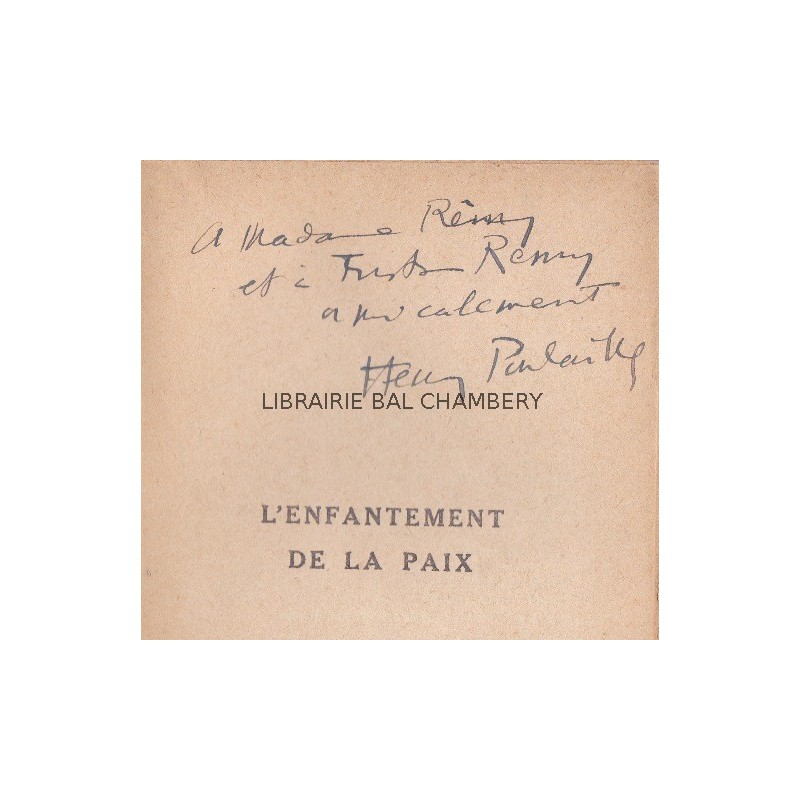 A Madame Rémy
et à Tristan Rémy
amicalement
Henry Poulaille
LIBRAIRIE BAL CHAMBERY
L'ENFANTEMENT
DE LA PAIX